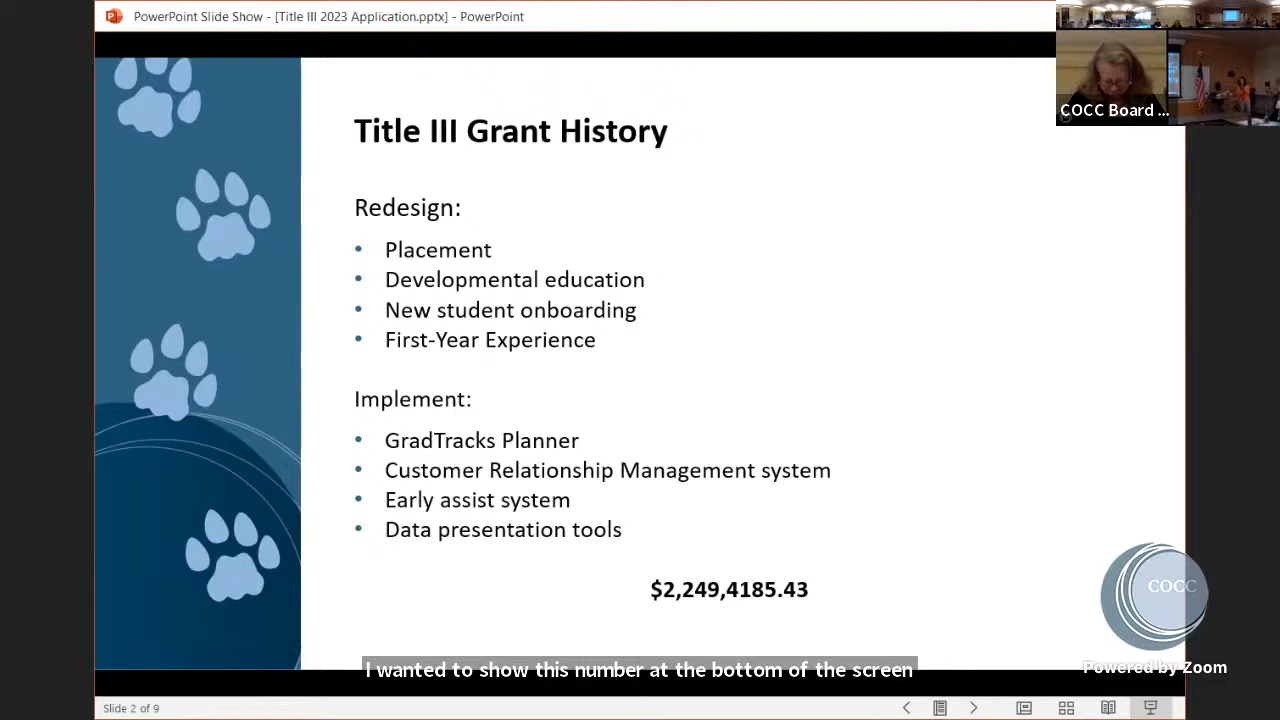 PowerPoint Slide Show - [Title III 2023 Application.pptx] - PowerPoint
COCC Board ...
Title III Grant History
Redesign:
• Placement
• Developmental education
• New student onboarding
• First-Year Experience
Implement:
• GradTracks Planner
• Customer Relationship Management system
• Early assist system
• Data presentation tools
$2,249,4185.43
COCC
I wanted to show this number at the bottom of the screen
Powered by Zoom
Slide 2 of 9